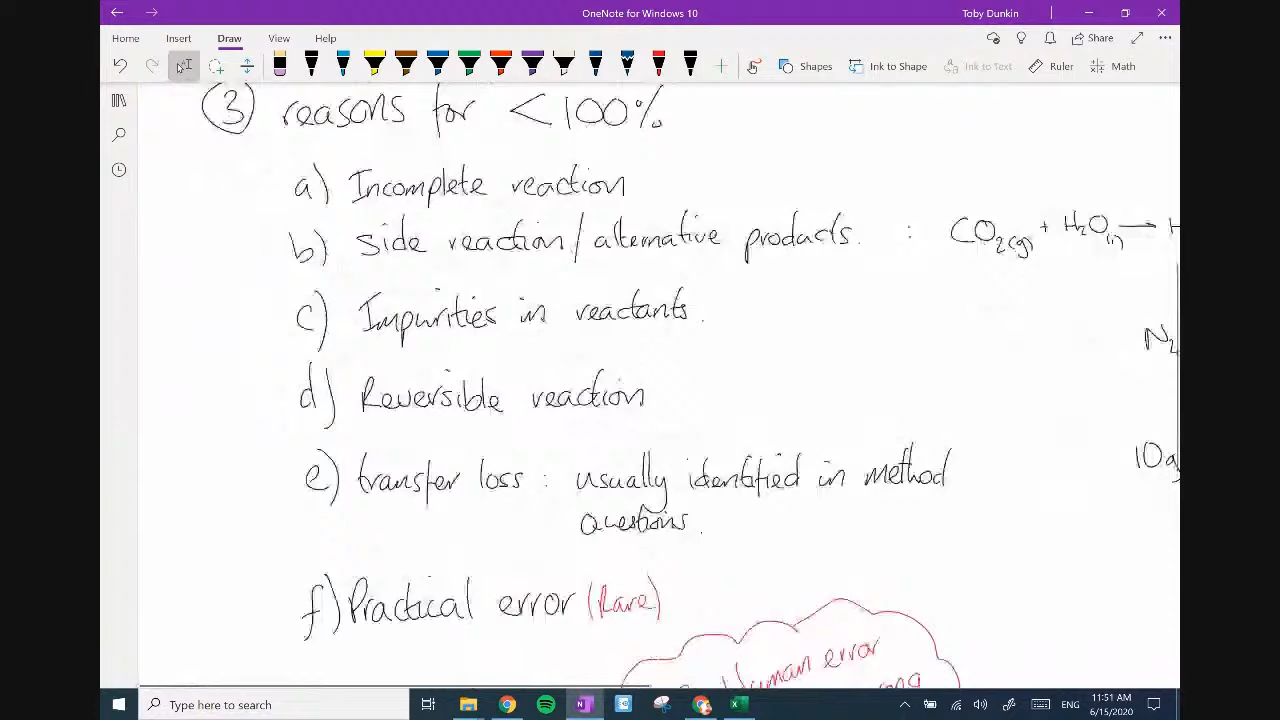 OneNote for Windows 10
Toby Dunkin
Home Insert Draw View
Share
Shapes Ink to Shape Ink to Text Ruler Math
③ reasons for <100%
a) Incomplete reaction
b) side reaction/alternative products. : CO2(g) + H2O(l) → H
c) Impurities in reactants.
N2
d) Reversible reaction
10g
e) transfer loss : usually identified in method
questions.
f) Practical error (Rare)
Human error
Type here to search
ENG
11:51 AM
6/15/2020